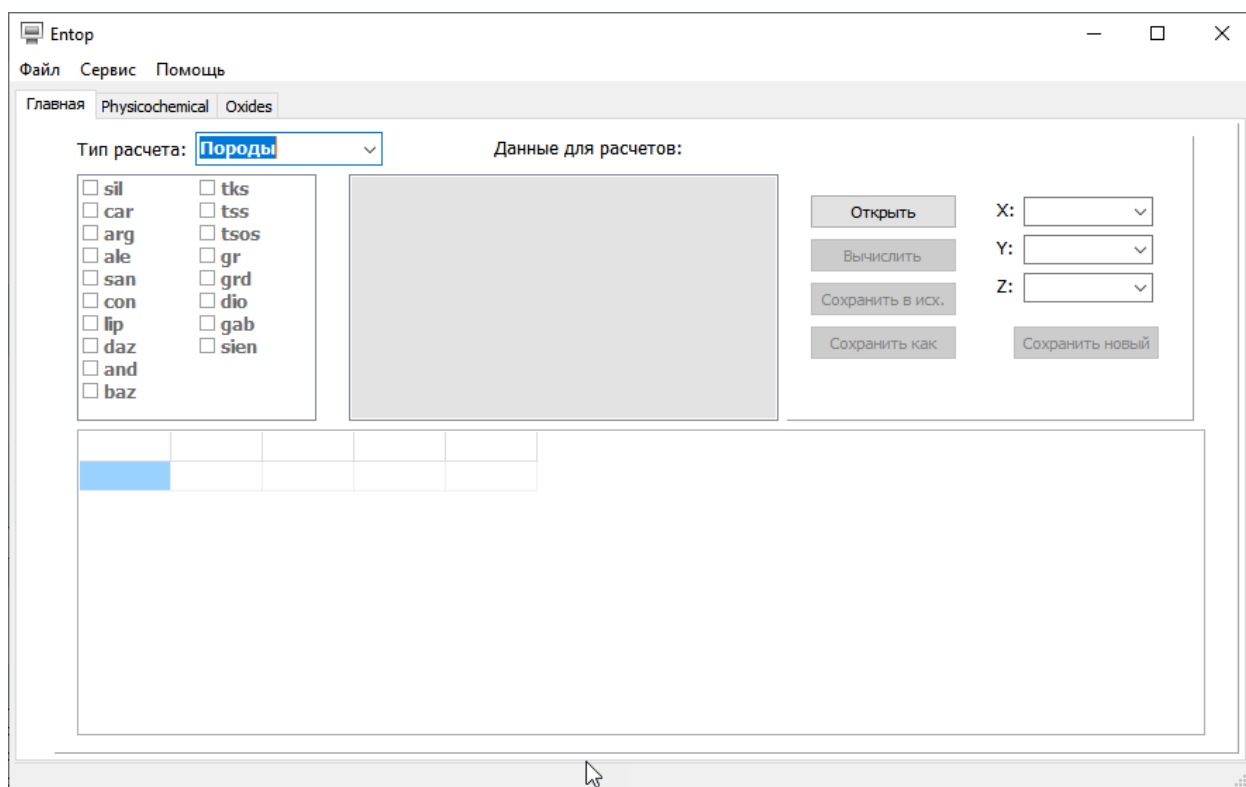 Entop
Файл Сервис Помощь
Главная Physicochemical Oxides
Тип расчета: Породы Данные для расчетов:
sil tks
car tss
arg tsos
ale gr
san grd
con dio
lip gab
daz sien
and
baz
Открыть
Вычислить
Сохранить в исх.
Сохранить как
X:
Y:
Z:
Сохранить новый